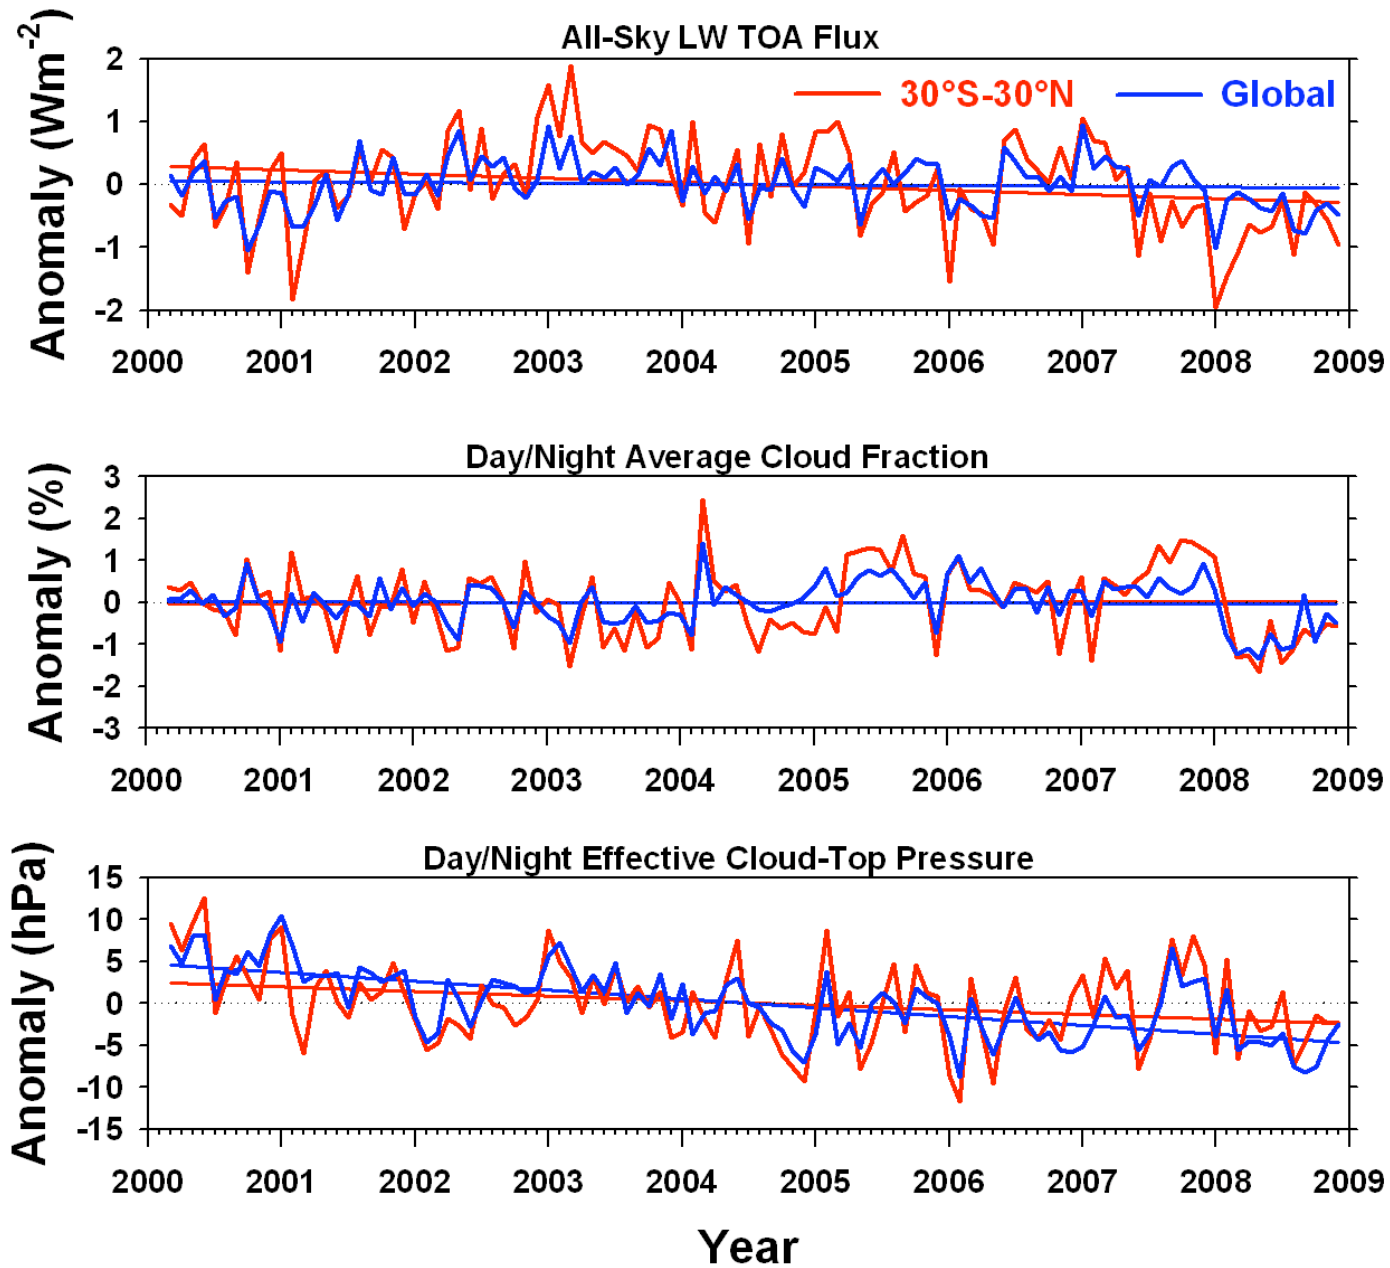 All-Sky LW TOA Flux
Anomaly (Wm-2)
2
1
0
-1
-2
30°S-30°N
Global
2000 2001 2002 2003 2004 2005 2006 2007 2008 2009
Day/Night Average Cloud Fraction
Anomaly (%)
3
2
1
0
-1
-2
-3
2000 2001 2002 2003 2004 2005 2006 2007 2008 2009
Day/Night Effective Cloud-Top Pressure
Anomaly (hPa)
15
10
5
0
-5
-10
-15
2000 2001 2002 2003 2004 2005 2006 2007 2008 2009
Year